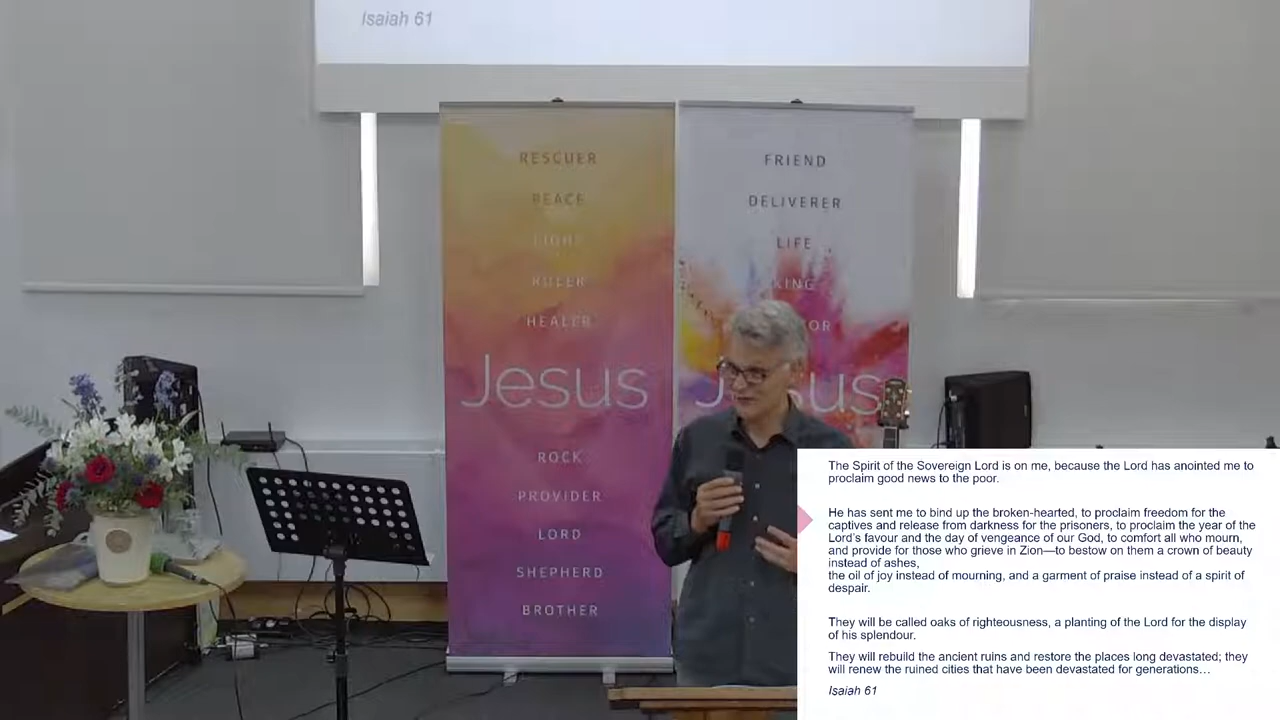 Isaiah 61
RESCUER
PEACE
LIGHT
RULER
HEALER
Jesus
ROCK
PROVIDER
LORD
SHEPHERD
BROTHER
FRIEND
DELIVERER
LIFE
KING
OR
J sus
The Spirit of the Sovereign Lord is on me, because the Lord has anointed me to
proclaim good news to the poor.
He has sent me to bind up the broken-hearted, to proclaim freedom for the
captives and release from darkness for the prisoners, to proclaim the year of the
Lord's favour and the day of vengeance of our God, to comfort all who mourn,
and provide for those who grieve in Zion—to bestow on them a crown of beauty
instead of ashes,
the oil of joy instead of mourning, and a garment of praise instead of a spirit of
despair.
They will be called oaks of righteousness, a planting of the Lord for the display
of his splendour.
They will rebuild the ancient ruins and restore the places long devastated; they
will renew the ruined cities that have been devastated for generations…
Isaiah 61